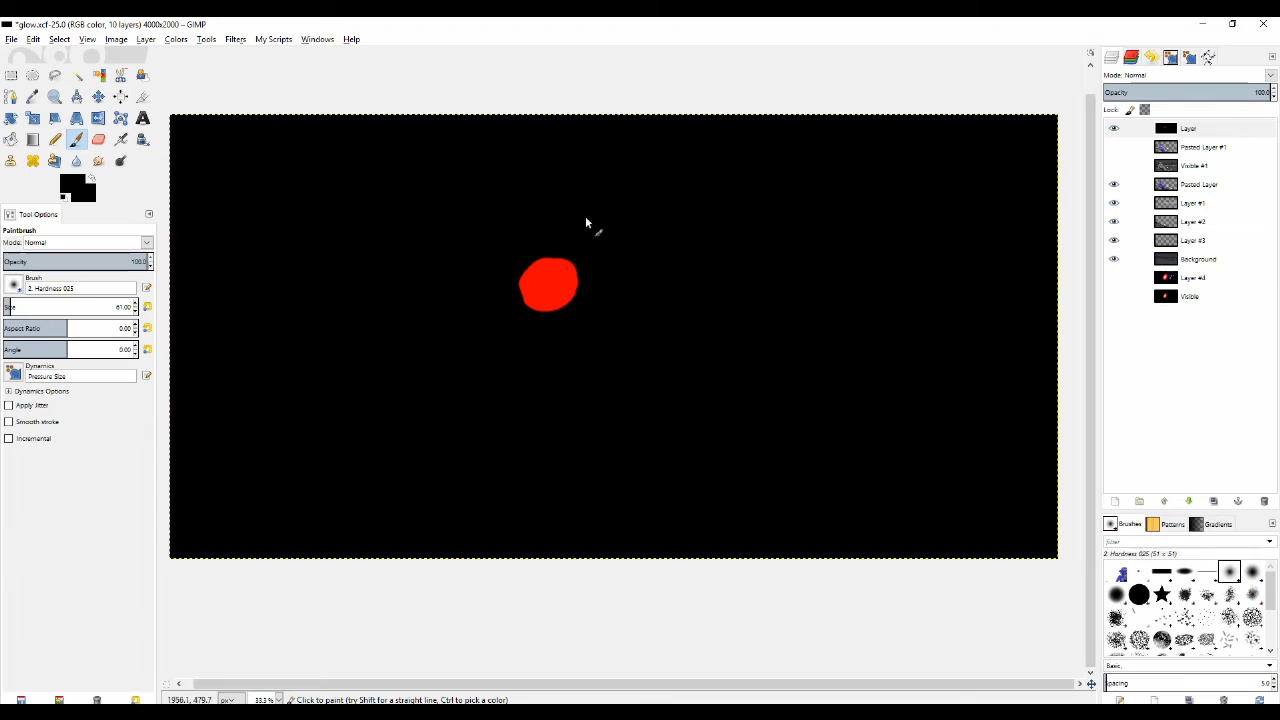 *glow.xcf-25.0 (RGB color, 10 layers) 4000x2000 – GIMP
File Edit Select View Image Layer Colors Tools Filters My Scripts Windows Help
Mode: Normal
Opacity 100.0
Lock:
Layer
Pasted Layer #1
Visible #1
Pasted Layer
Layer #1
Layer #2
Layer #3
Background
Layer #4
Visible
Tool Options
Paintbrush
Mode: Normal
Opacity 100.0
Brush
2. Hardness 025
Size 61.00
Aspect Ratio 0.00
Angle 0.00
Dynamics
Pressure Size
Dynamics Options
Apply Jitter
Smooth stroke
Incremental
Brushes Patterns Gradients
filter
2. Hardness 025 (51 × 51)
Basic,
Spacing 5.0
1956.1, 479.7 px 33.3% Click to paint (try Shift for a straight line, Ctrl to pick a color)